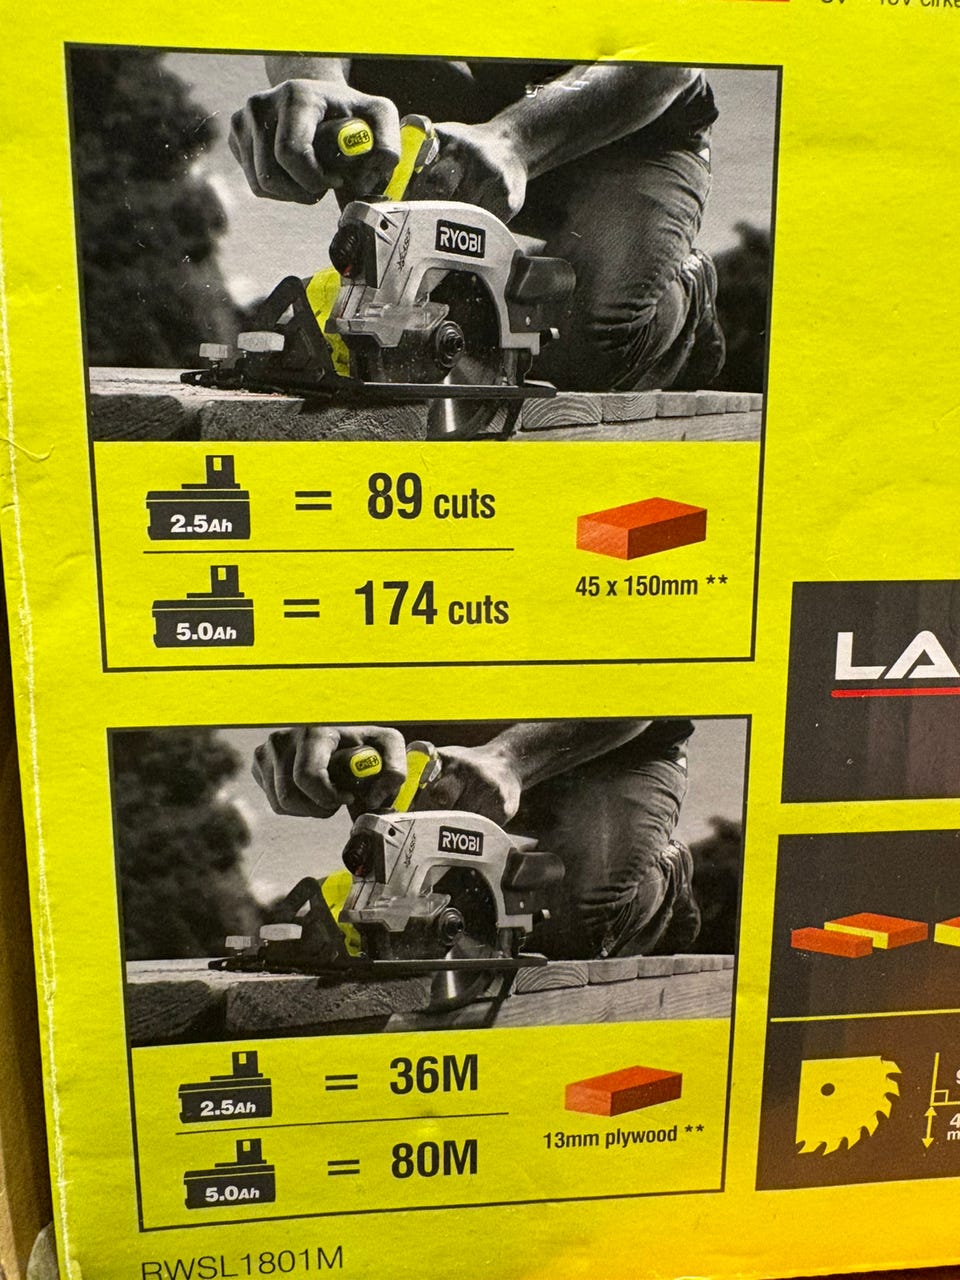 RYOBI
2.5Ah = 89 cuts
5.0Ah = 174 cuts
45 x 150mm **
LA
RYOBI
2.5Ah = 36M
5.0Ah = 80M
13mm plywood **
RWSL1801M